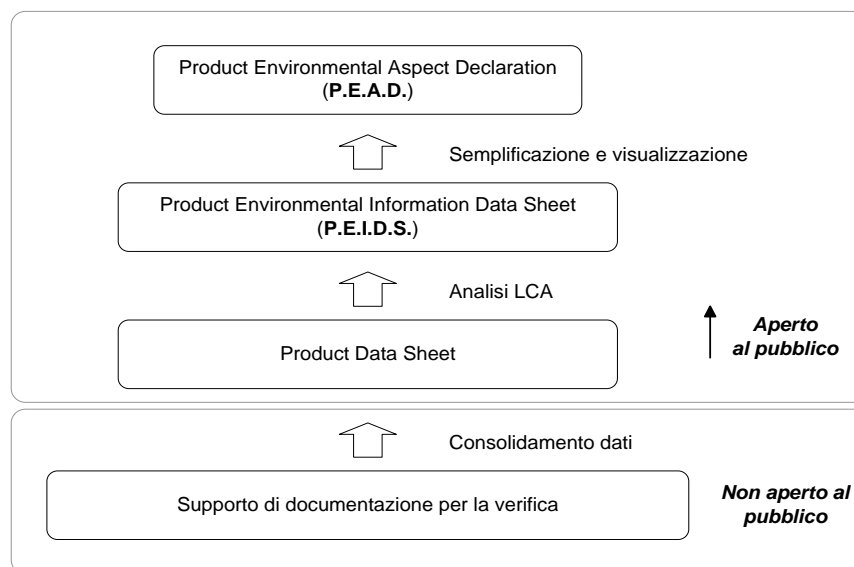 Product Environmental Aspect Declaration
(P.E.A.D.)
Semplificazione e visualizzazione
Product Environmental Information Data Sheet
(P.E.I.D.S.)
Analisi LCA
Product Data Sheet
Aperto
al pubblico
Consolidamento dati
Supporto di documentazione per la verifica
Non aperto al
pubblico